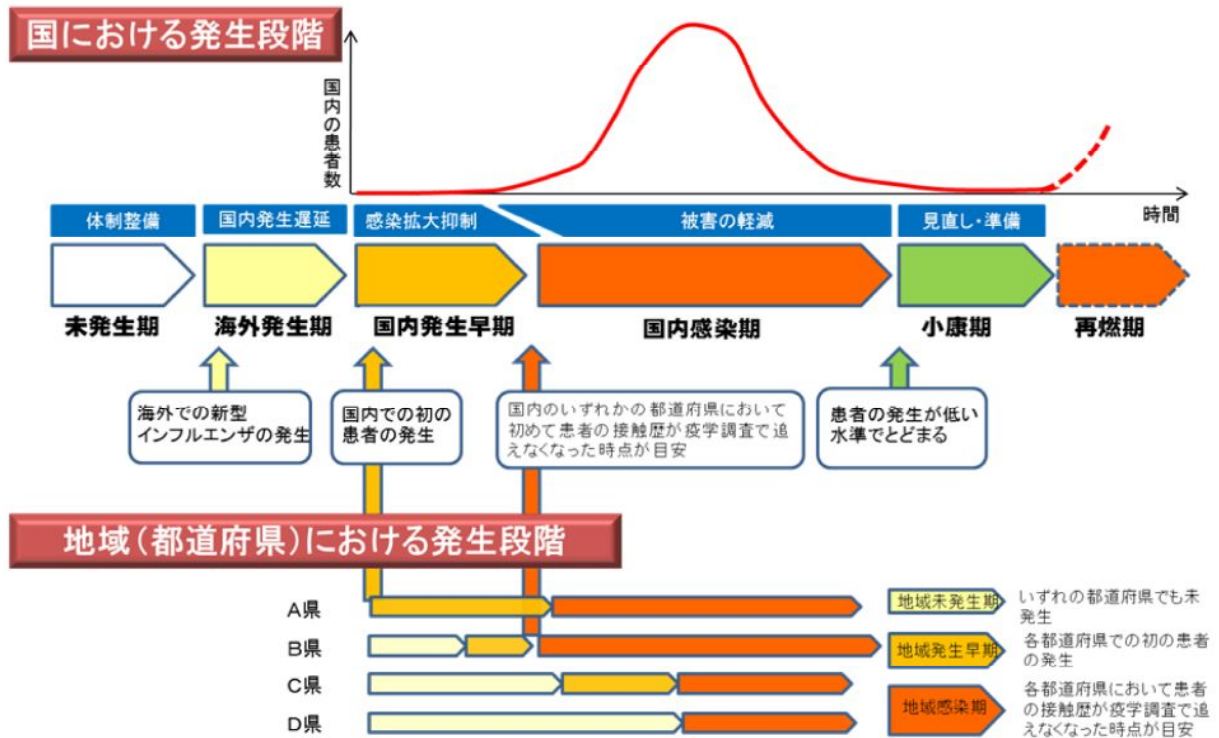 国における発生段階
国内の患者数
時間
体制整備
国内発生遅延
感染拡大抑制
被害の軽減
見直し・準備
未発生期
海外発生期
国内発生早期
国内感染期
小康期
再燃期
海外での新型
インフルエンザの発生
国内での初の
患者の発生
国内のいずれかの都道府県において
初めて患者の接触歴が疫学調査で追
えなくなった時点が目安
患者の発生が低い
水準でとどまる
地域(都道府県)における発生段階
A県
B県
C県
D県
地域未発生期
いずれの都道府県でも未
発生
地域発生早期
各都道府県での初の患者
の発生
地域感染期
各都道府県において患者
の接触歴が疫学調査で追
えなくなった時点が目安